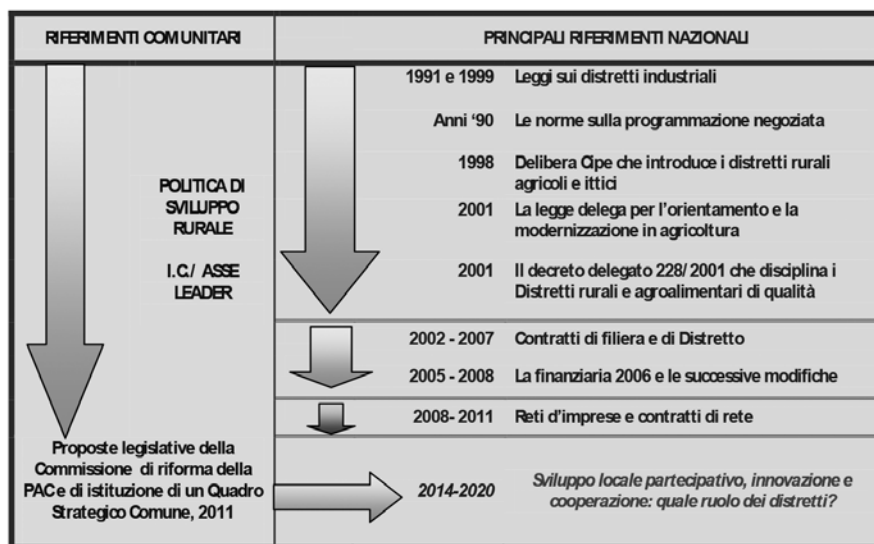 RIFERIMENTI COMUNITARI
PRINCIPALI RIFERIMENTI NAZIONALI
POLITICA DI
SVILUPPO
RURALE
I.C./ ASSE
LEADER
Proposte legislative della
Commissione di riforma della
PAC e di istituzione di un Quadro
Strategico Comune, 2011
1991 e 1999 Leggi sui distretti industriali
Anni ‘90 Le norme sulla programmazione negoziata
1998 Delibera Cipe che introduce i distretti rurali
agricoli e ittici
2001 La legge delega per l’orientamento e la
modernizzazione in agricoltura
2001 Il decreto delegato 228/ 2001 che disciplina i
Distretti rurali e agroalimentari di qualità
2002 - 2007 Contratti di filiera e di Distretto
2005 - 2008 La finanziaria 2006 e le successive modifiche
2008- 2011 Reti d’imprese e contratti di rete
2014-2020 Sviluppo locale partecipativo, innovazione e
cooperazione: quale ruolo dei distretti?